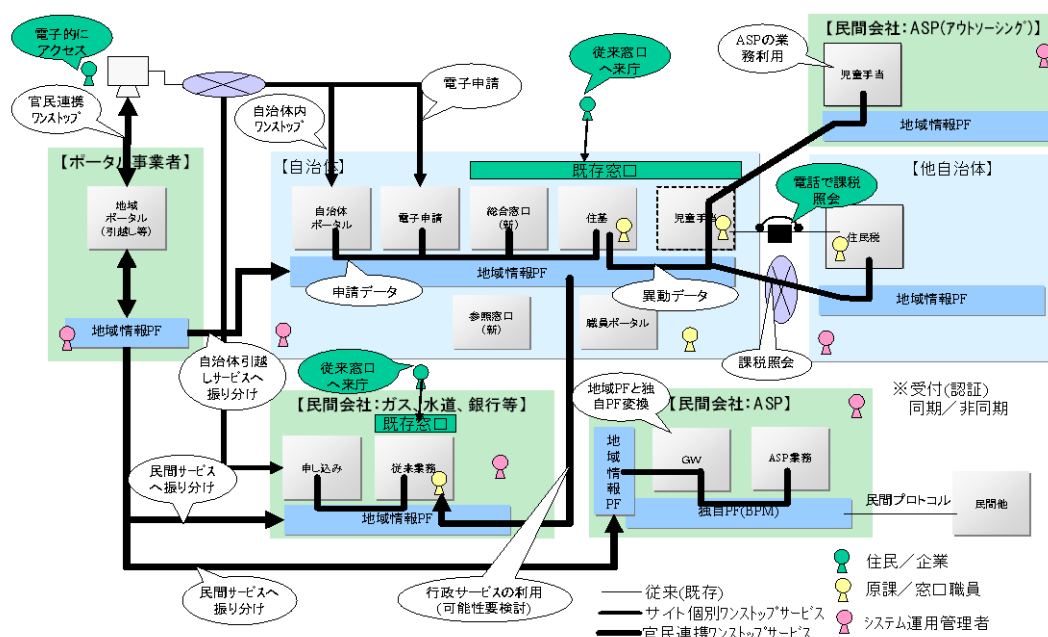 電子的に
アクセス
官民連携
ワンストップ
自治体内
ワンストップ
電子申請
従来窓口
へ来庁
ASPの業
務利用
【民間会社:ASP(アウトソーシング)】
児童手当
地域情報PF
【ポータル事業者】
地域
ポータル
(引越し等)
地域情報PF
【自治体】
既存窓口
自治体
ポータル
電子申請
総合窓口
(新)
住基
児童手当
地域情報PF
申請データ
異動データ
参照窓口
(新)
職員ポータル
【他自治体】
電話で課税
照会
住民税
地域情報PF
課税照会
自治体引越
しサービスへ
振り分け
従来窓口
へ来庁
【民間会社:ガス、水道、銀行等】
既存窓口
申し込み
従来業務
地域情報PF
民間サービス
へ振り分け
民間サービスへ
振り分け
行政サービスの利用
(可能性要検討)
地域PFと独
自PF変換
【民間会社:ASP】
地域情報PF
GW
ASP業務
独自PF(BPM)
民間プロトコル
民間他
※受付(認証)
同期/非同期
住民/企業
原課/窓口職員
システム運用管理者
従来(既存)
サイト個別ワンストップサービス
官民連携ワンストップサービス